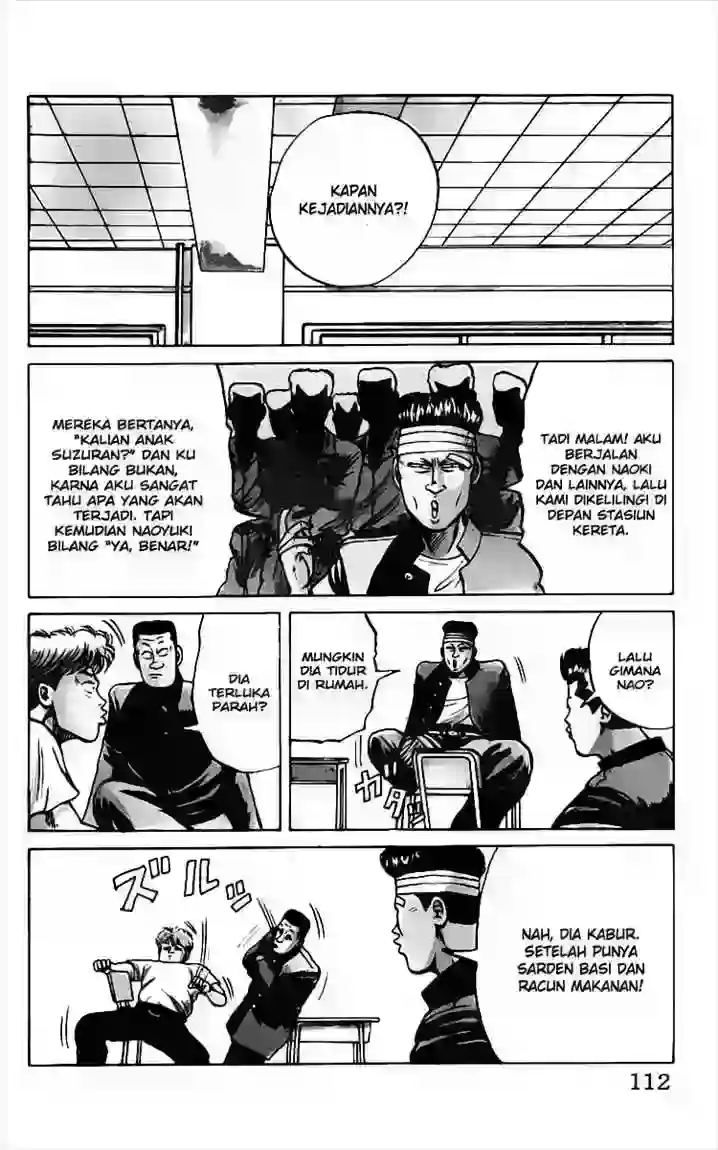 KAPAN
KEJADIANNYA?!
TADI MALAM! AKU
BERJALAN
DENGAN NAOKI
DAN LAINNYA, LALU
KAMI DIKELILINGI DI
DEPAN STASIUN
KERETA.
MEREKA BERTANYA,
"KALIAN ANAK
SUZURAN?" DAN KU
BILANG BUKAN,
KARNA AKU SANGAT
TAHU APA YANG AKAN
TERJADI. TAPI
KEMUDIAN NAOYUKI
BILANG "YA, BENAR!"
LALU
GIMANA
NAO?
MUNGKIN
DIA TIDUR
DI RUMAH.
ガタ
DIA
TERLUKA
PARAH?
NAH, DIA KABUR.
SETELAH PUNYA
SARDEN BASI DAN
RACUN MAKANAN!
ズルッ
112